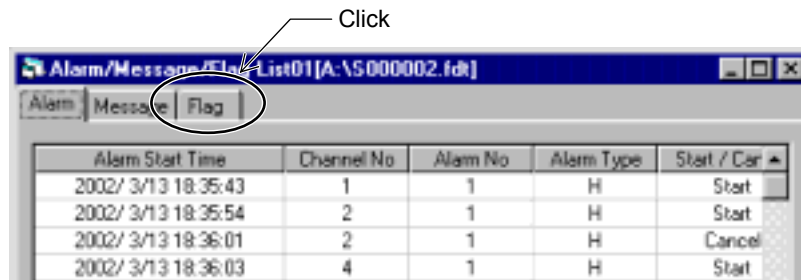 Click
Alarm/Message/Flag List01[A:\S000002.fdt]
Alarm Message Flag
Alarm Start Time Channel No Alarm No Alarm Type Start / Can
2002/ 3/13 18:35:43 1 1 H Start
2002/ 3/13 18:35:54 2 1 H Start
2002/ 3/13 18:36:01 2 1 H Cancel
2002/ 3/13 18:36:03 4 1 H Start